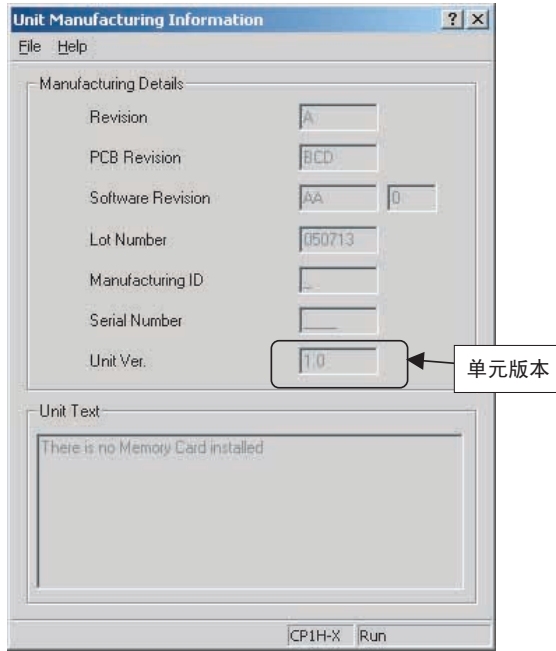 Unit Manufacturing Information
File Help
Manufacturing Details
Revision A
PCB Revision BCD
Software Revision AA 0
Lot Number 050713
Manufacturing ID _
Serial Number ____
Unit Ver. 1.0
单元版本
Unit Text
There is no Memory Card installed
CP1H-X Run